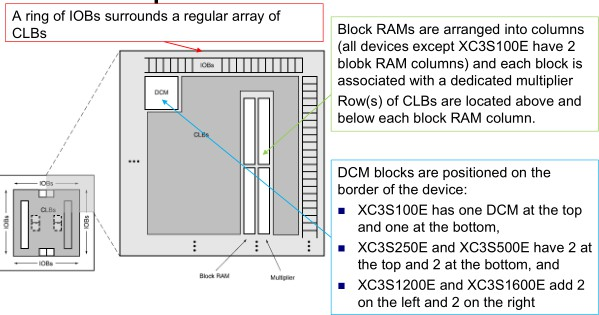 A ring of IOBs surrounds a regular array of
CLBs
Block RAMs are arranged into columns
(all devices except XC3S100E have 2
blobk RAM columns) and each block is
associated with a dedicated multiplier
Row(s) of CLBs are located above and
below each block RAM column.
IOBs
DCM
CLBs
Block RAM
Multiplier
IOBs
IOBs
CLBs
IOBs
IOBs
DCM blocks are positioned on the
border of the device:
XC3S100E has one DCM at the top
and one at the bottom,
XC3S250E and XC3S500E have 2 at
the top and 2 at the bottom, and
XC3S1200E and XC3S1600E add 2
on the left and 2 on the right